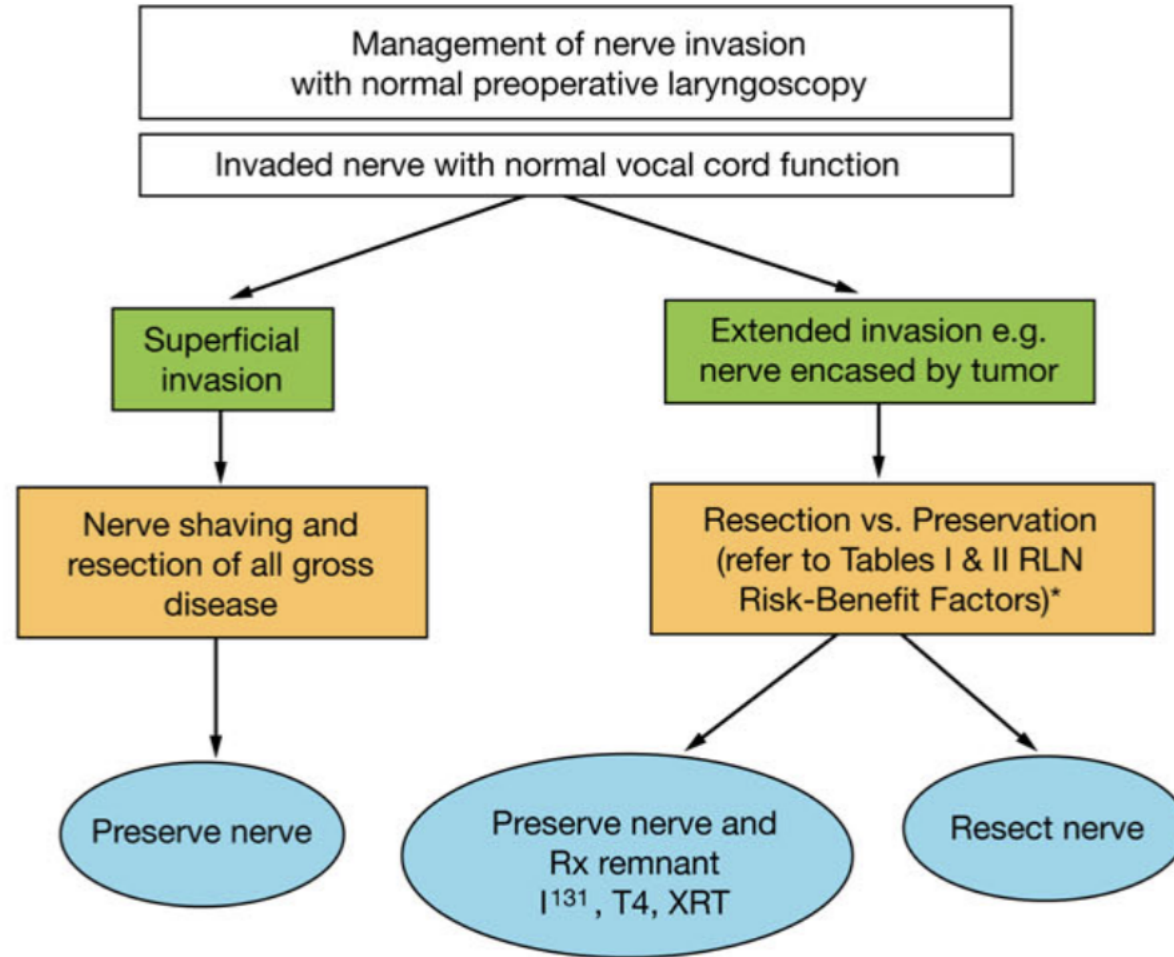 Management of nerve invasion
with normal preoperative laryngoscopy
Invaded nerve with normal vocal cord function
Superficial
invasion
Extended invasion e.g.
nerve encased by tumor
Nerve shaving and
resection of all gross
disease
Resection vs. Preservation
(refer to Tables I & II RLN
Risk-Benefit Factors)*
Preserve nerve
Preserve nerve and
Rx remnant
I¹³¹, T4, XRT
Resect nerve